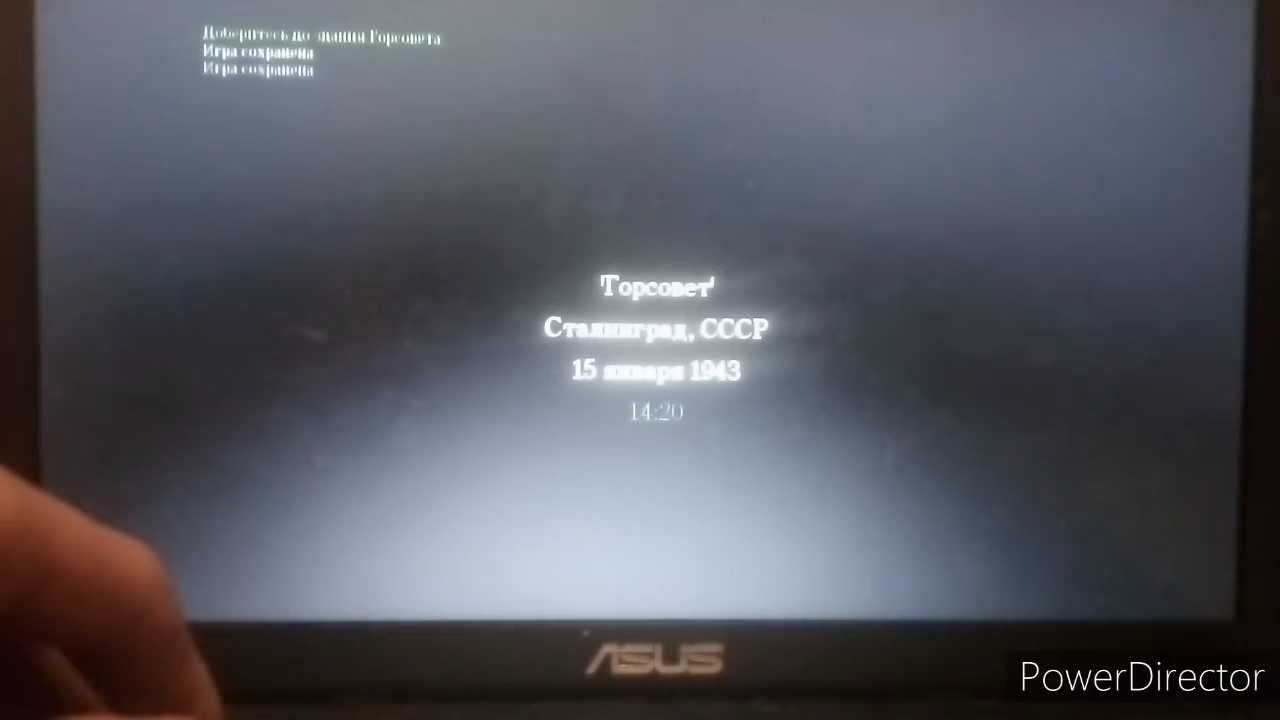 Доберитесь до здания Горсовета
Игра сохранена
Игра сохранена
'Горсовет'
Сталинград, СССР
15 января 1943
14:20
ASUS
PowerDirector